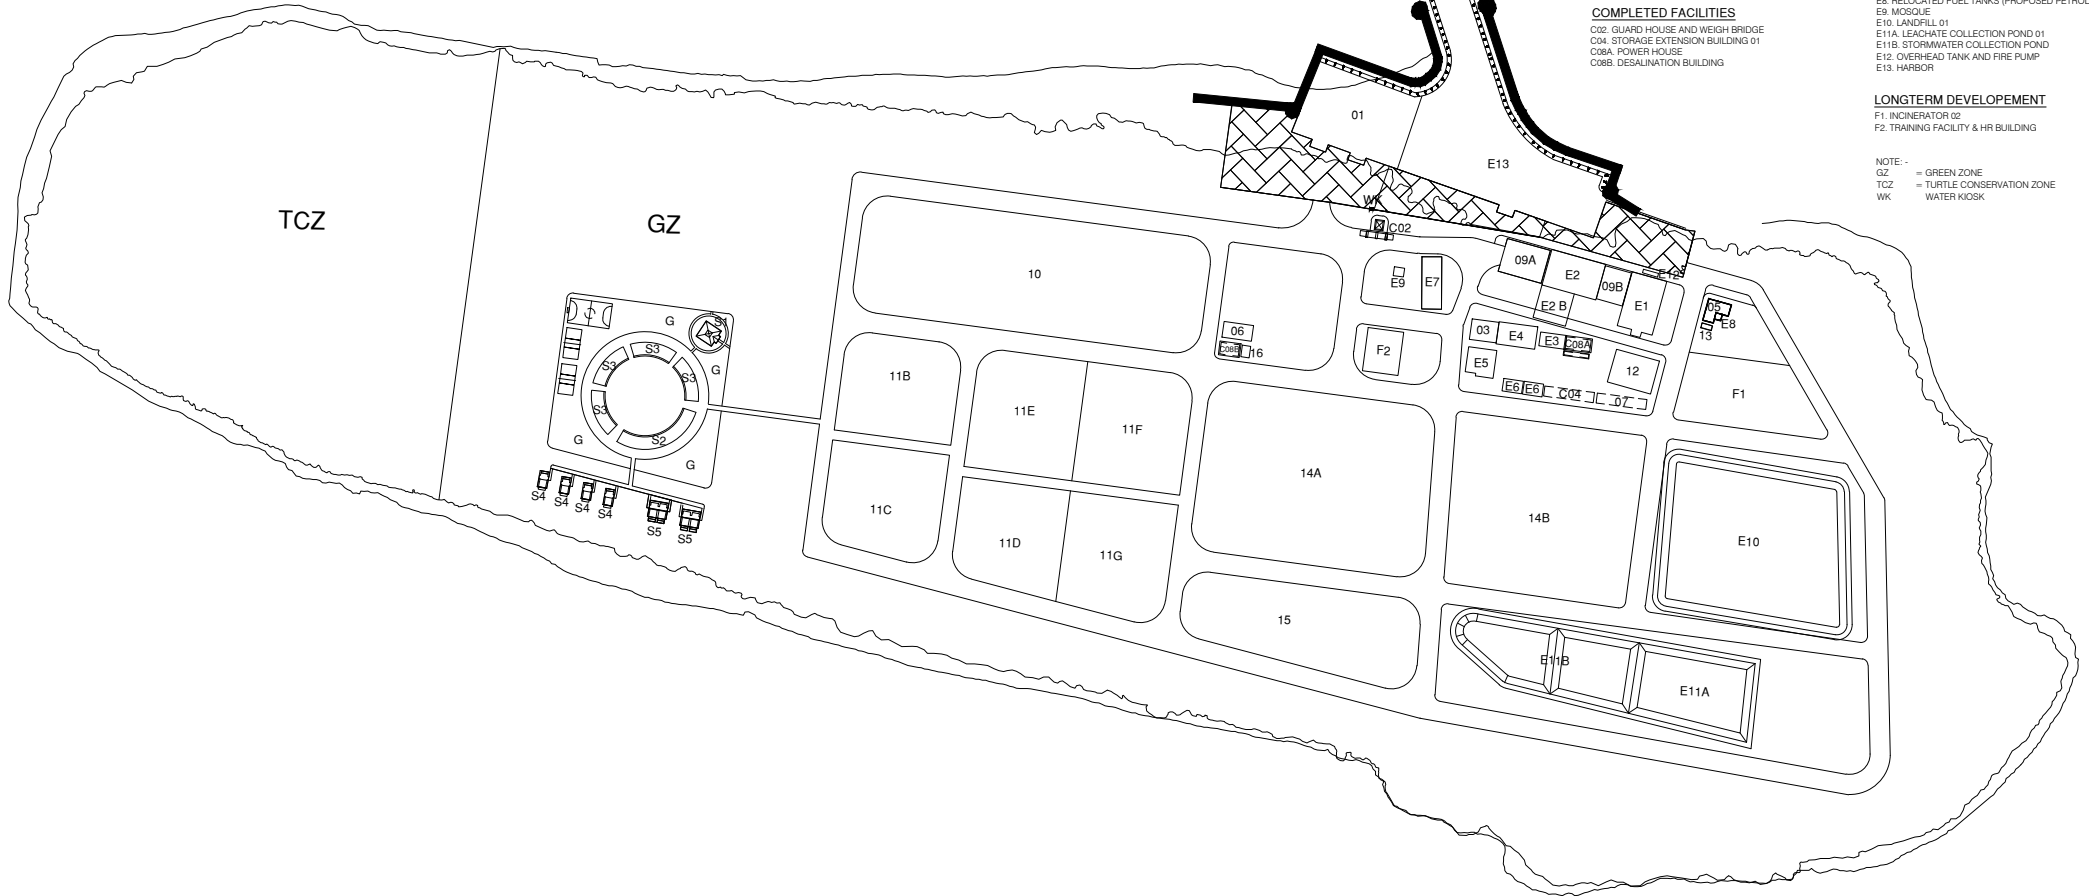 COMPLETED FACILITIES
C02. GUARD HOUSE AND WEIGH BRIDGE
C04. STORAGE EXTENSION BUILDING 01
C08A. POWER HOUSE
C08B. DESALINATION BUILDING
E8. RELOCATED FUEL TANKS (PROPOSED PETROL
E9. MOSQUE
E10. LANDFILL 01
E11A. LEACHATE COLLECTION POND 01
E11B. STORMWATER COLLECTION POND
E12. OVERHEAD TANK AND FIRE PUMP
E13. HARBOR
LONGTERM DEVELOPEMENT
F1. INCINERATOR 02
F2. TRAINING FACILITY & HR BUILDING
NOTE: -
GZ = GREEN ZONE
TCZ = TURTLE CONSERVATION ZONE
WK WATER KIOSK
01
E13
WK
C02
TCZ
GZ
10
E9
E7
09A
E2
09B
E1
E12
E2 B
05
E8
13
G
S1
S3
S3
S3
S3
S2
G
G
G
06
C08B
16
F2
03
E4
E3
C08A
E5
12
E6
E6
C04
07
F1
11B
11E
11F
14A
14B
E10
11C
11D
11G
15
E11B
E11A
S4
S4
S4
S4
S5
S5